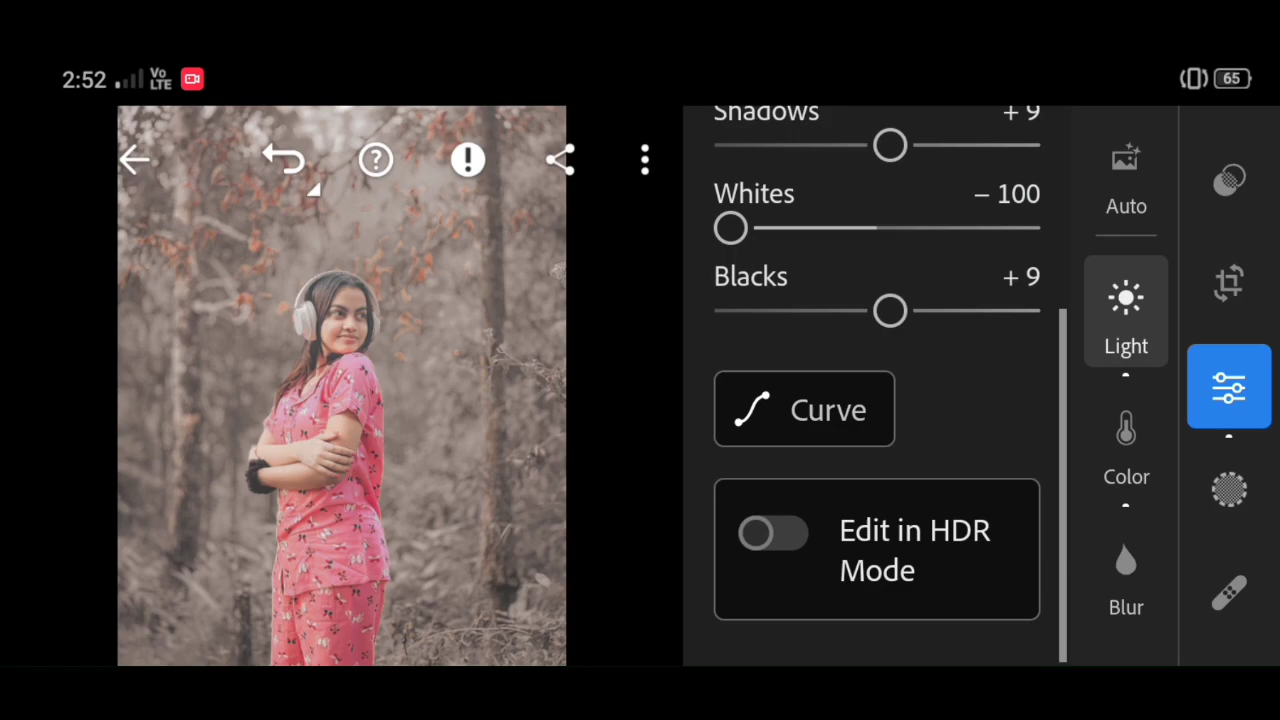 2:52 Vo LTE 65
Shadows + 9
Whites – 100
Blacks + 9
Curve
Edit in HDR
Mode
Auto
Light
Color
Blur